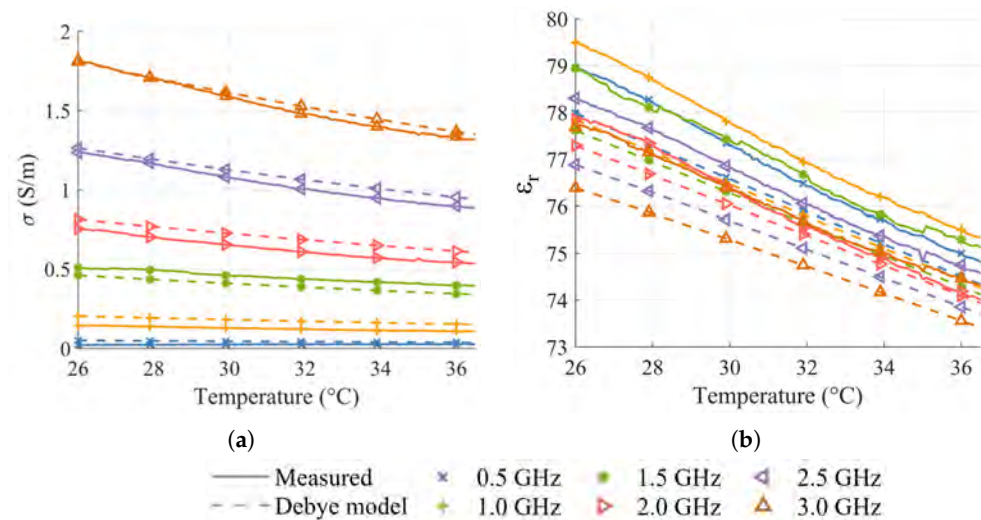 2
1.5
1
0.5
0
σ (S/m)
26 28 30 32 34 36
Temperature (°C)
(a)
80
79
78
77
76
75
74
73
εr
26 28 30 32 34 36
Temperature (°C)
(b)
Measured 0.5 GHz 1.5 GHz 2.5 GHz
Debye model 1.0 GHz 2.0 GHz 3.0 GHz